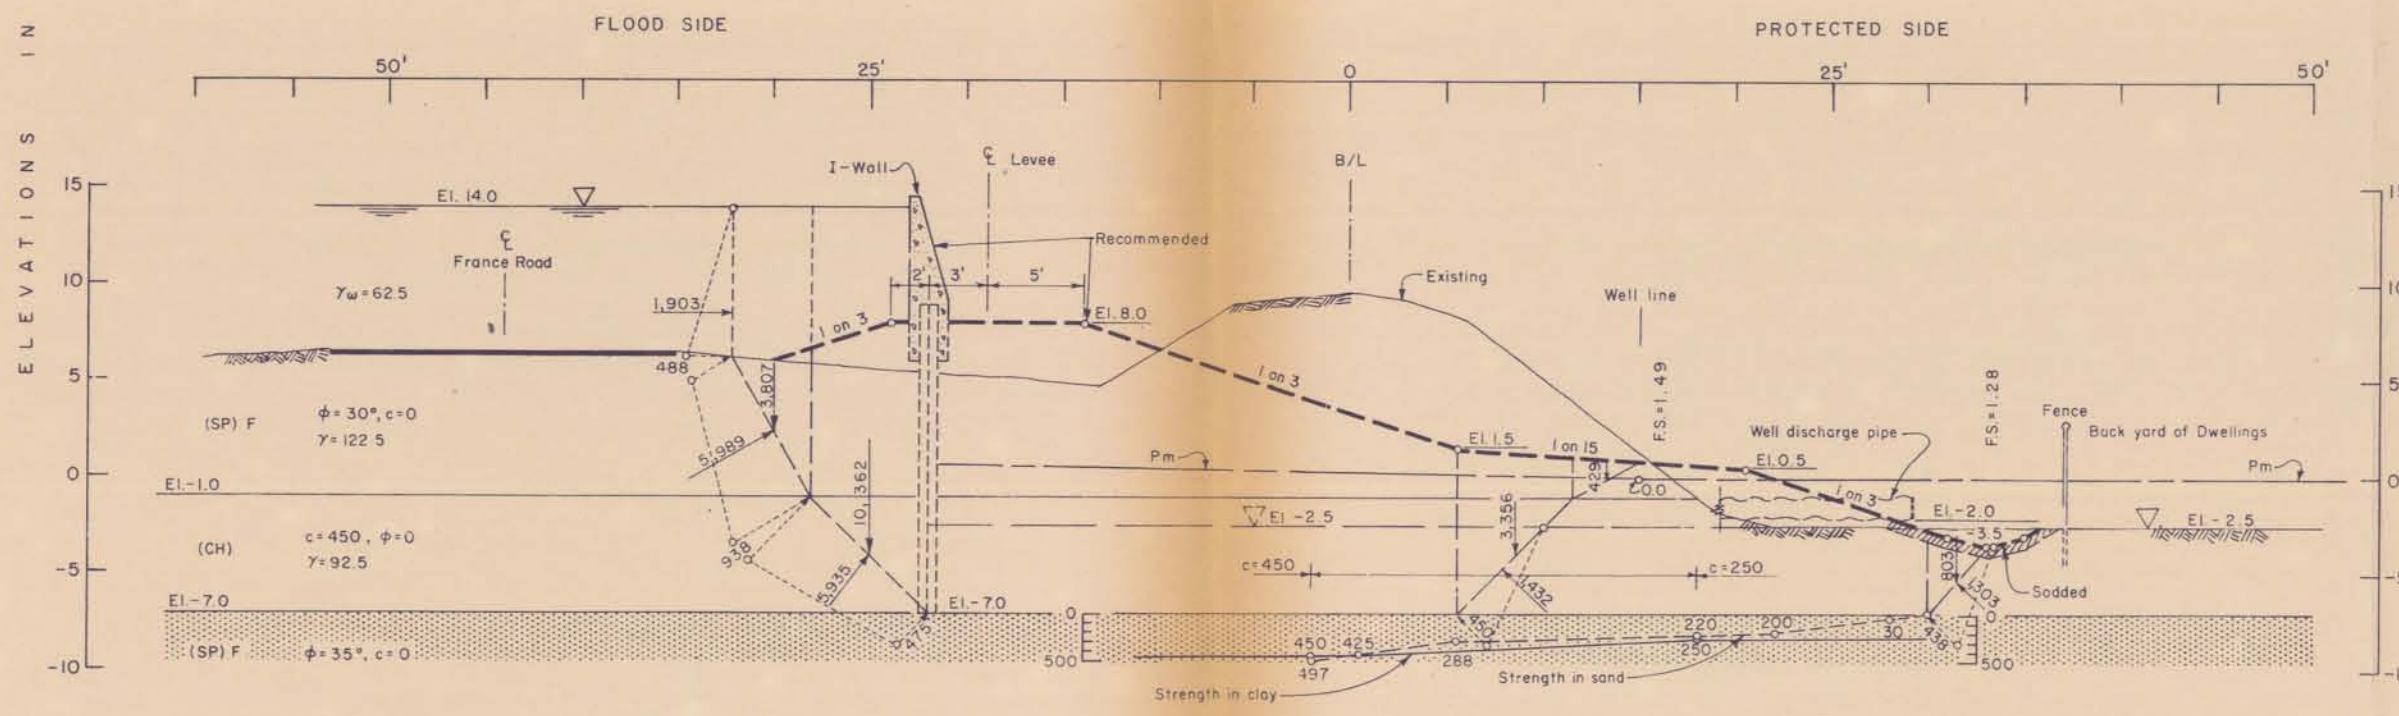 FLOOD SIDE
PROTECTED SIDE
ELEVATIONS IN
50'
25'
0
25'
50'
15
10
5
0
-5
-10
El. 14.0
I-Wall
℄ Levee
B/L
℄
France Road
Recommended
2'
3'
5'
γω=62.5
1,903
1 on 3
El. 8.0
Existing
Well line
488
3,807
1 on 3
F.S.=1.49
F.S.=1.28
Fence
Back yard of Dwellings
(SP) F
φ=30°, c=0
γ=122.5
5,989
10,362
Pm
El. 1.5
1 on 15
Well discharge pipe
El. 0.5
Pm
429
0.0
El.-1.0
1 on 3
El.-2.0
El -2.5
El.-2.5
-3.5
(CH)
c=450, φ=0
γ=92.5
938
5,935
3,356
c=450
c=250
1,432
803
1,303
Sodded
El.-7.0
El.-7.0
475
0
500
450
425
450
220
200
30
438
0
500
497
288
250
(SP) F
φ=35°, c=0
Strength in clay
Strength in sand
15
0